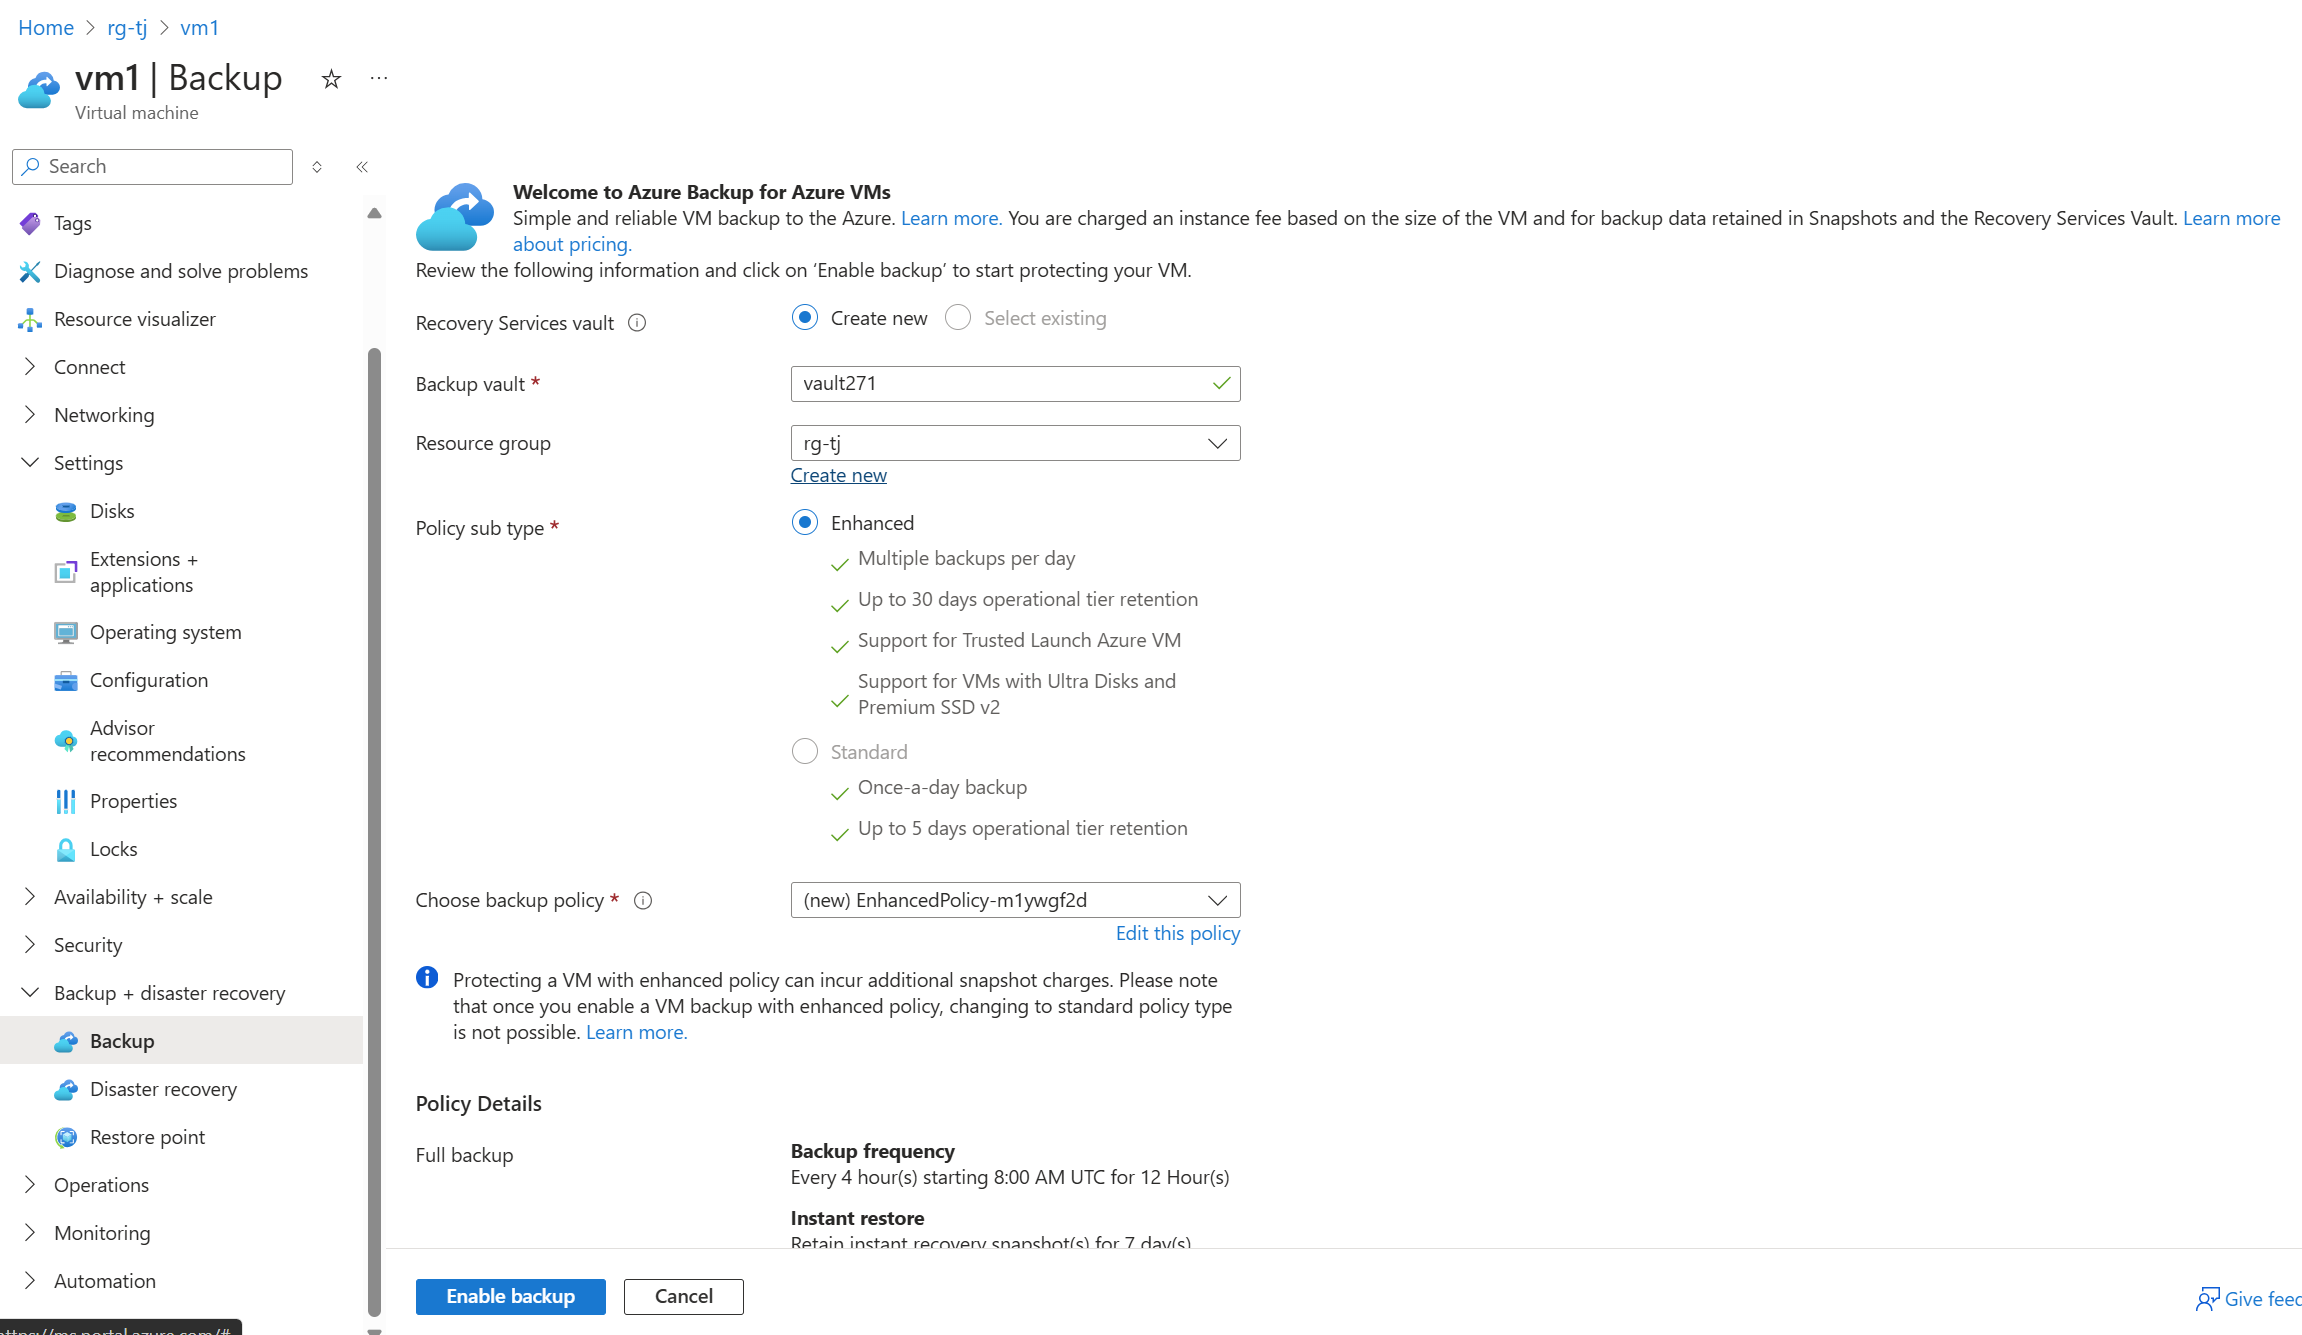 Home > rg-tj > vm1
vm1 | Backup
Virtual machine
Search
Tags
Diagnose and solve problems
Resource visualizer
Connect
Networking
Settings
Disks
Extensions +
applications
Operating system
Configuration
Advisor
recommendations
Properties
Locks
Availability + scale
Security
Backup + disaster recovery
Backup
Disaster recovery
Restore point
Operations
Monitoring
Automation
https://ms.portal.azure.com/#
Welcome to Azure Backup for Azure VMs
Simple and reliable VM backup to the Azure. Learn more. You are charged an instance fee based on the size of the VM and for backup data retained in Snapshots and the Recovery Services Vault. Learn more
about pricing.
Review the following information and click on ‘Enable backup’ to start protecting your VM.
Recovery Services vault
Create new
Select existing
Backup vault *
vault271
Resource group
rg-tj
Create new
Policy sub type *
Enhanced
Multiple backups per day
Up to 30 days operational tier retention
Support for Trusted Launch Azure VM
Support for VMs with Ultra Disks and
Premium SSD v2
Standard
Once-a-day backup
Up to 5 days operational tier retention
Choose backup policy *
(new) EnhancedPolicy-m1ywgf2d
Edit this policy
Protecting a VM with enhanced policy can incur additional snapshot charges. Please note
that once you enable a VM backup with enhanced policy, changing to standard policy type
is not possible. Learn more.
Policy Details
Full backup
Backup frequency
Every 4 hour(s) starting 8:00 AM UTC for 12 Hour(s)
Instant restore
Retain instant recovery snapshot(s) for 7 day(s)
Enable backup
Cancel
Give feed